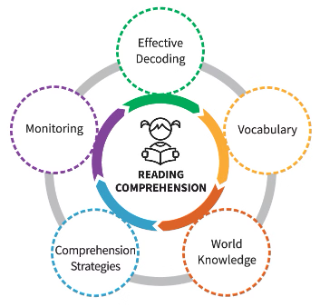 Effective
Decoding
Monitoring
Vocabulary
READING
COMPREHENSION
Comprehension
Strategies
World
Knowledge